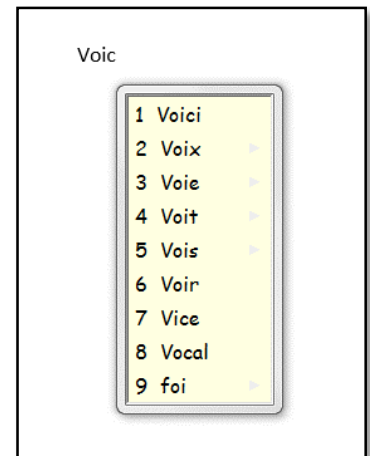 Voic
1 Voici
2 Voix
3 Voie
4 Voit
5 Vois
6 Voir
7 Vice
8 Vocal
9 foi